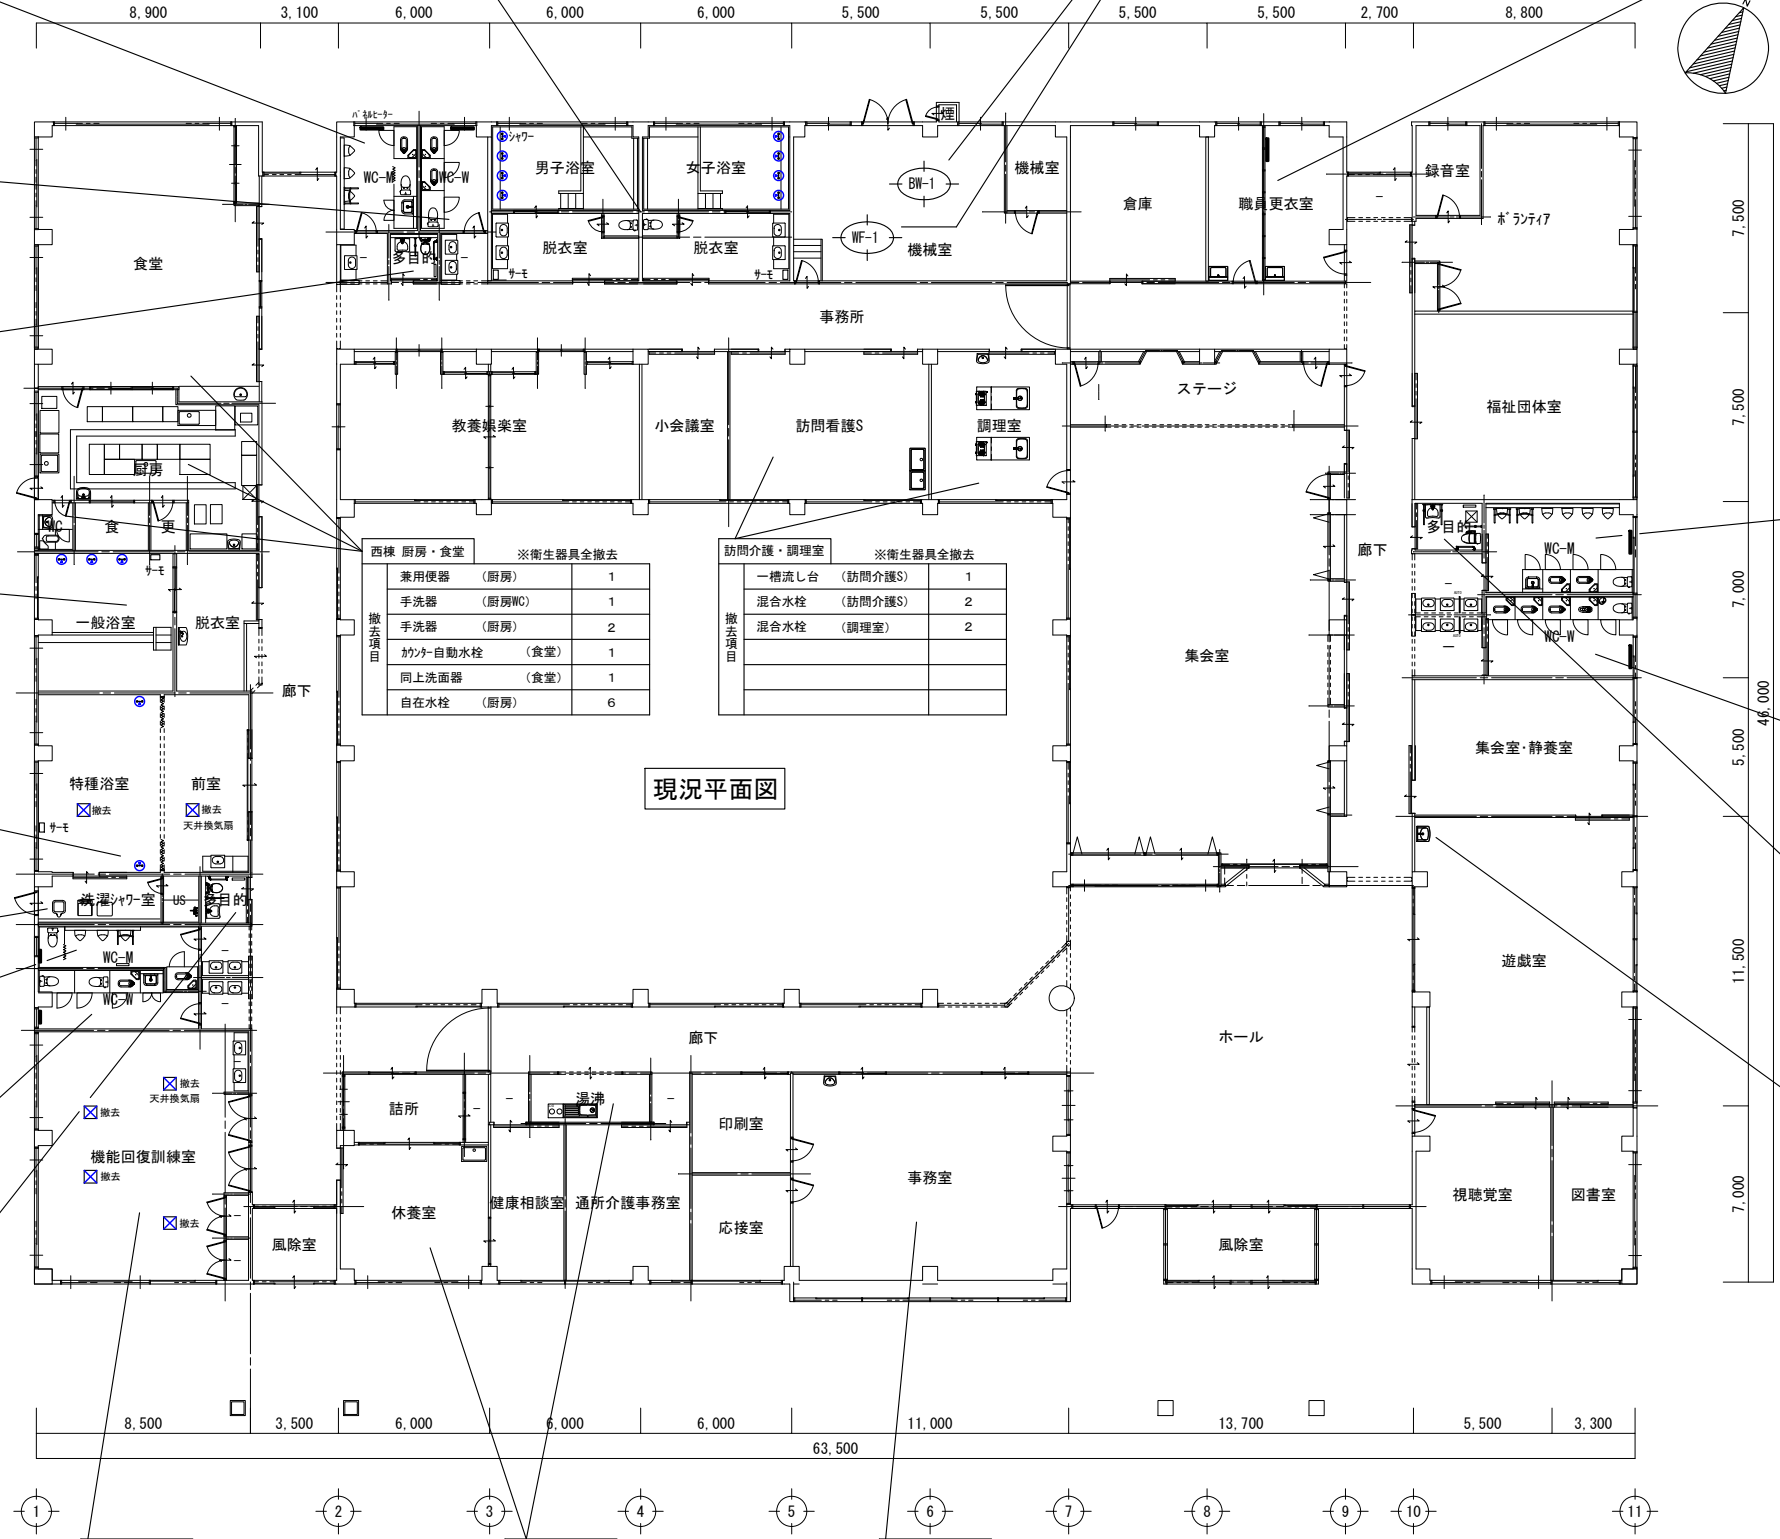 8,900 3,100 6,000 6,000 6,000 5,500 5,500 5,500 5,500 2,700 8,800
煙
パネルヒーター
シャワー
WC-M WC-W 男子浴室 女子浴室 BW-1 機械室 録音室
倉庫 職員更衣室 ボランティア
7,500
WF-1 機械室
脱衣室 脱衣室
食堂 多目的
サーモ サーモ
事務所
ステージ
7,500
福祉団体室
教養娯楽室 小会議室 訪問看護S 調理室
厨房
WC 食 更
多目的 WC-M
廊下
西棟 厨房・食堂 ※衛生器具全撤去
撤去項目
兼用便器 (厨房) 1
手洗器 (厨房WC) 1
手洗器 (厨房) 2
カウンター自動水栓 (食堂) 1
同上洗面器 (食堂) 1
自在水栓 (厨房) 6
訪問介護・調理室 ※衛生器具全撤去
撤去項目
一槽流し台 (訪問介護S) 1
混合水栓 (訪問介護S) 2
混合水栓 (調理室) 2
サーモ
一般浴室 脱衣室
7,000
WC-W
集会室
廊下
46,000
集会室・静養室
5,500
現況平面図
特種浴室 前室
撤去 撤去
天井換気扇
サーモ
洗濯シャワー室 US 多目的
WC-M
WC-W
遊戯室
11,500
廊下 ホール
撤去
天井換気扇
撤去
詰所 湯沸 印刷室
機能回復訓練室
撤去
事務室
健康相談室 通所介護事務室 視聴覚室 図書室
7,000
休養室 応接室
撤去
風除室 風除室
8,500 3,500 6,000 6,000 6,000 11,000 13,700 5,500 3,300
63,500
1 2 3 4 5 6 7 8 9 10 11